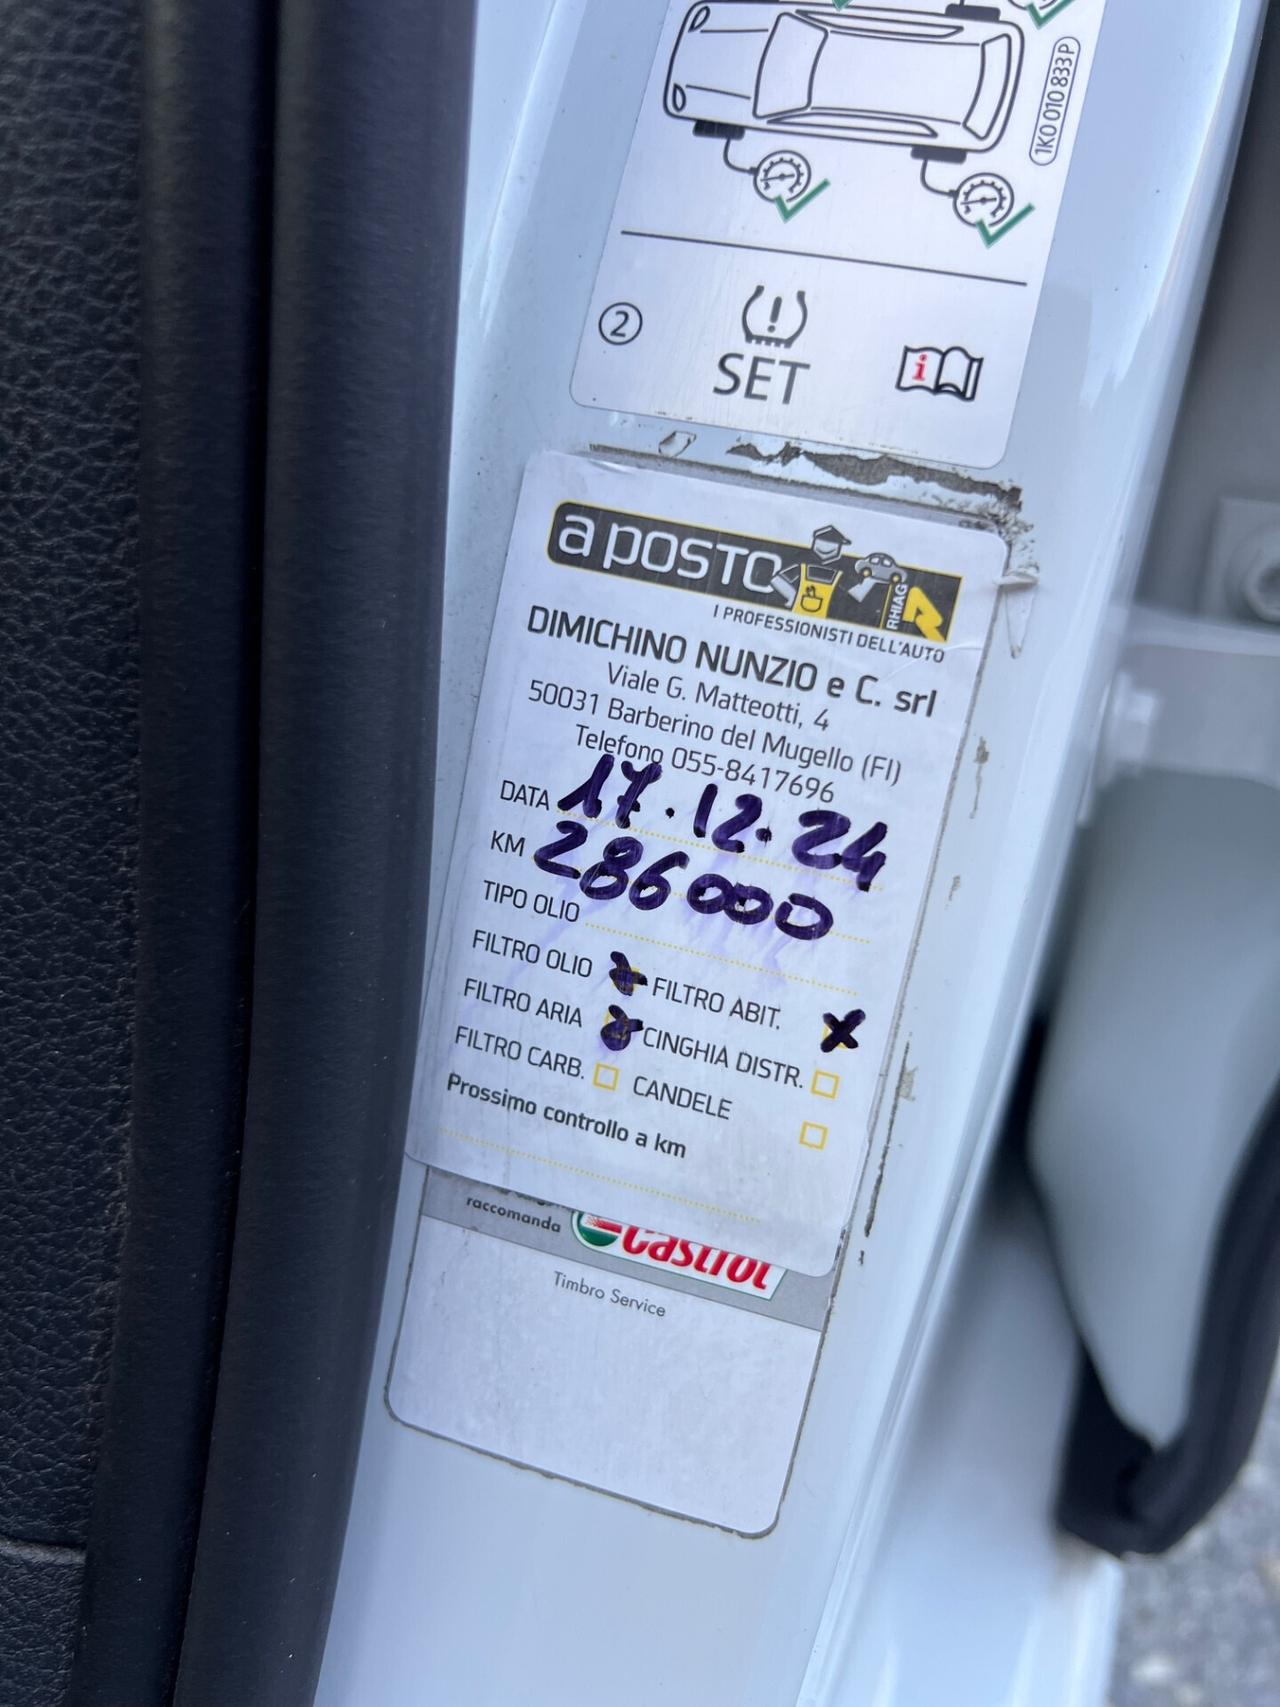 1K0 010 833 P
2
SET
i
a posto
RHIAG
I PROFESSIONISTI DELL'AUTO
DIMICHINO NUNZIO e C. srl
Viale G. Matteotti, 4
50031 Barberino del Mugello (FI)
Telefono 055-8417696
DATA 17.12.24
KM 286000
TIPO OLIO
FILTRO OLIO FILTRO ABIT.
FILTRO ARIA CINGHIA DISTR.
FILTRO CARB. CANDELE
Prossimo controllo a km
raccomanda Castrol
Timbro Service